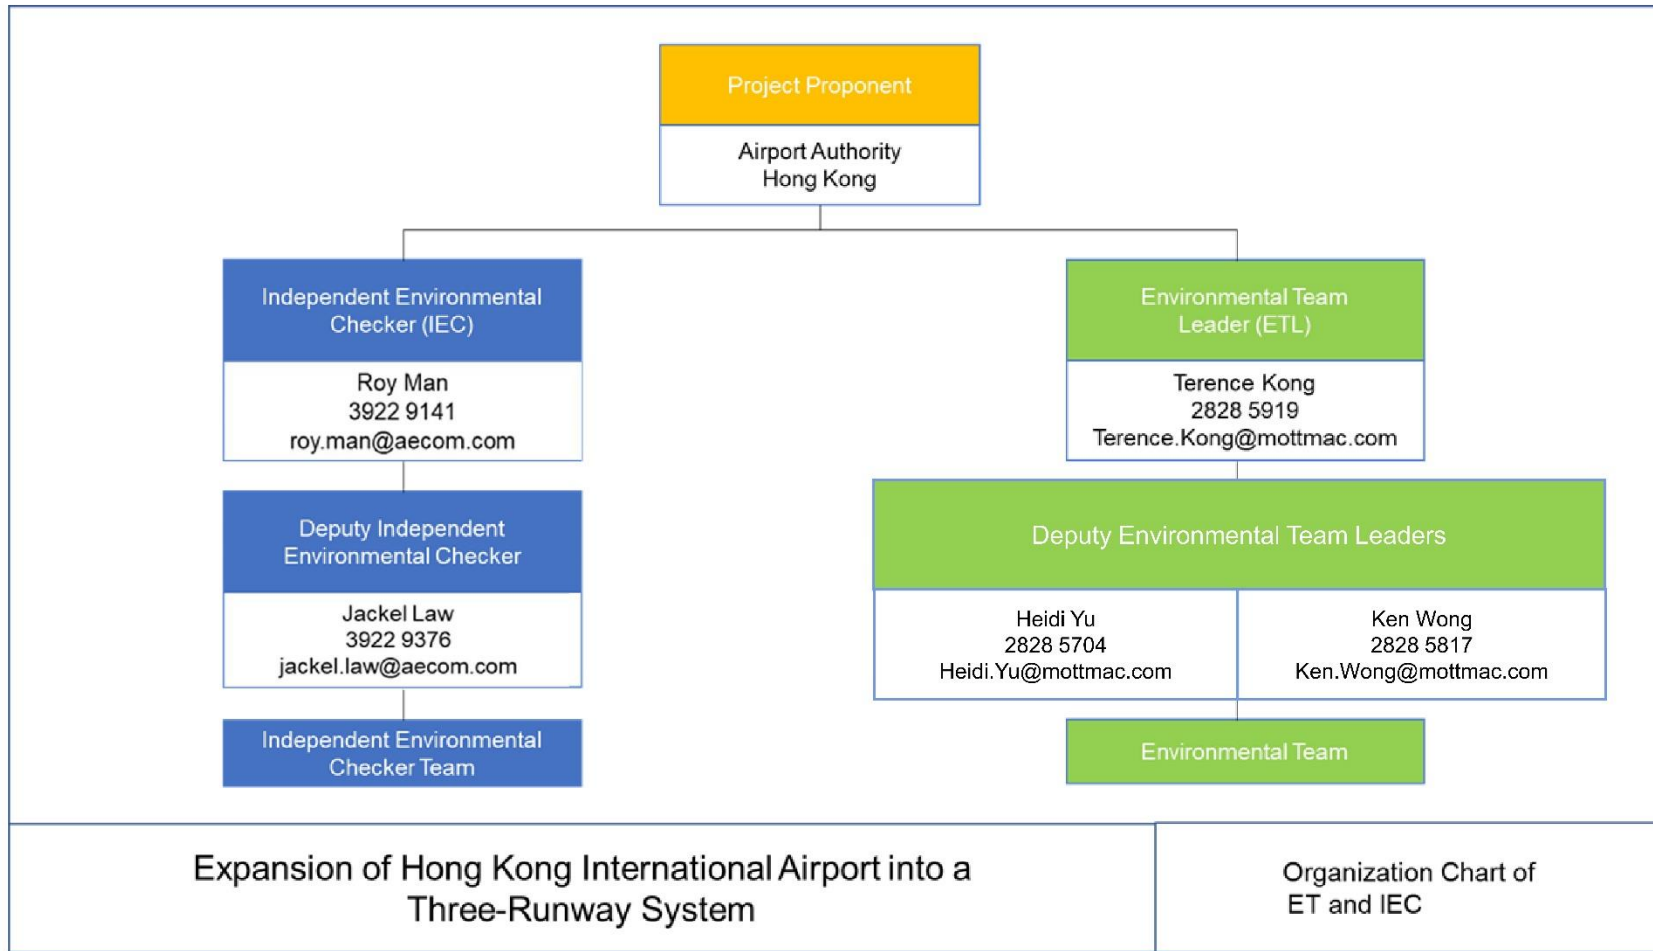 Project Proponent
Airport Authority
Hong Kong
Independent Environmental
Checker (IEC)
Roy Man
3922 9141
roy.man@aecom.com
Environmental Team
Leader (ETL)
Terence Kong
2828 5919
Terence.Kong@mottmac.com
Deputy Independent
Environmental Checker
Jackel Law
3922 9376
jackel.law@aecom.com
Deputy Environmental Team Leaders
Heidi Yu
2828 5704
Heidi.Yu@mottmac.com
Ken Wong
2828 5817
Ken.Wong@mottmac.com
Independent Environmental
Checker Team
Environmental Team
Expansion of Hong Kong International Airport into a
Three-Runway System
Organization Chart of
ET and IEC